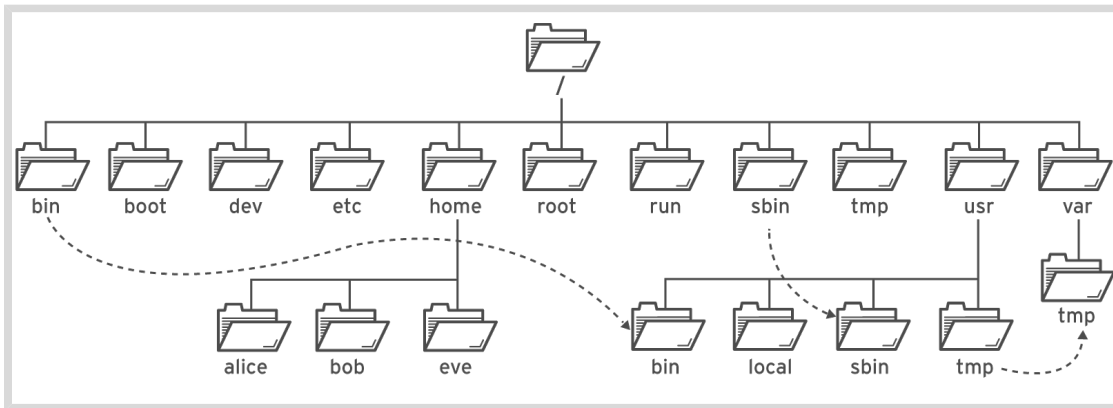 /
bin boot dev etc home root run sbin tmp usr var
tmp
alice bob eve bin local sbin tmp